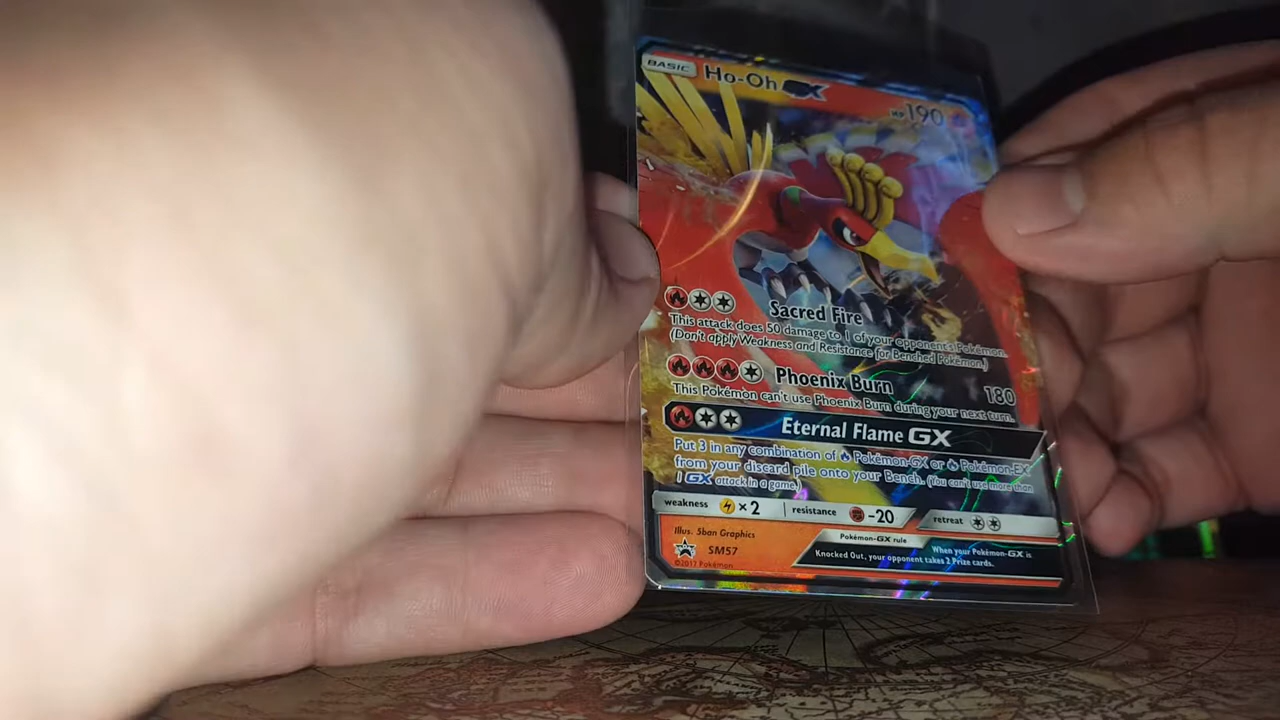 BASIC Ho-Oh GX HP 190
Sacred Fire
This attack does 50 damage to 1 of your opponent's Pokémon.
(Don't apply Weakness and Resistance for Benched Pokémon.)
Phoenix Burn 180
This Pokémon can't use Phoenix Burn during your next turn.
Eternal Flame GX
Put 3 in any combination of Pokémon-GX or Pokémon-EX
from your discard pile onto your Bench. (You can't use more than
1 GX attack in a game.)
weakness ×2 resistance -20 retreat
Illus. 5ban Graphics
SM57
©2017 Pokémon
Pokémon-GX rule
When your Pokémon-GX is
Knocked Out, your opponent takes 2 Prize cards.